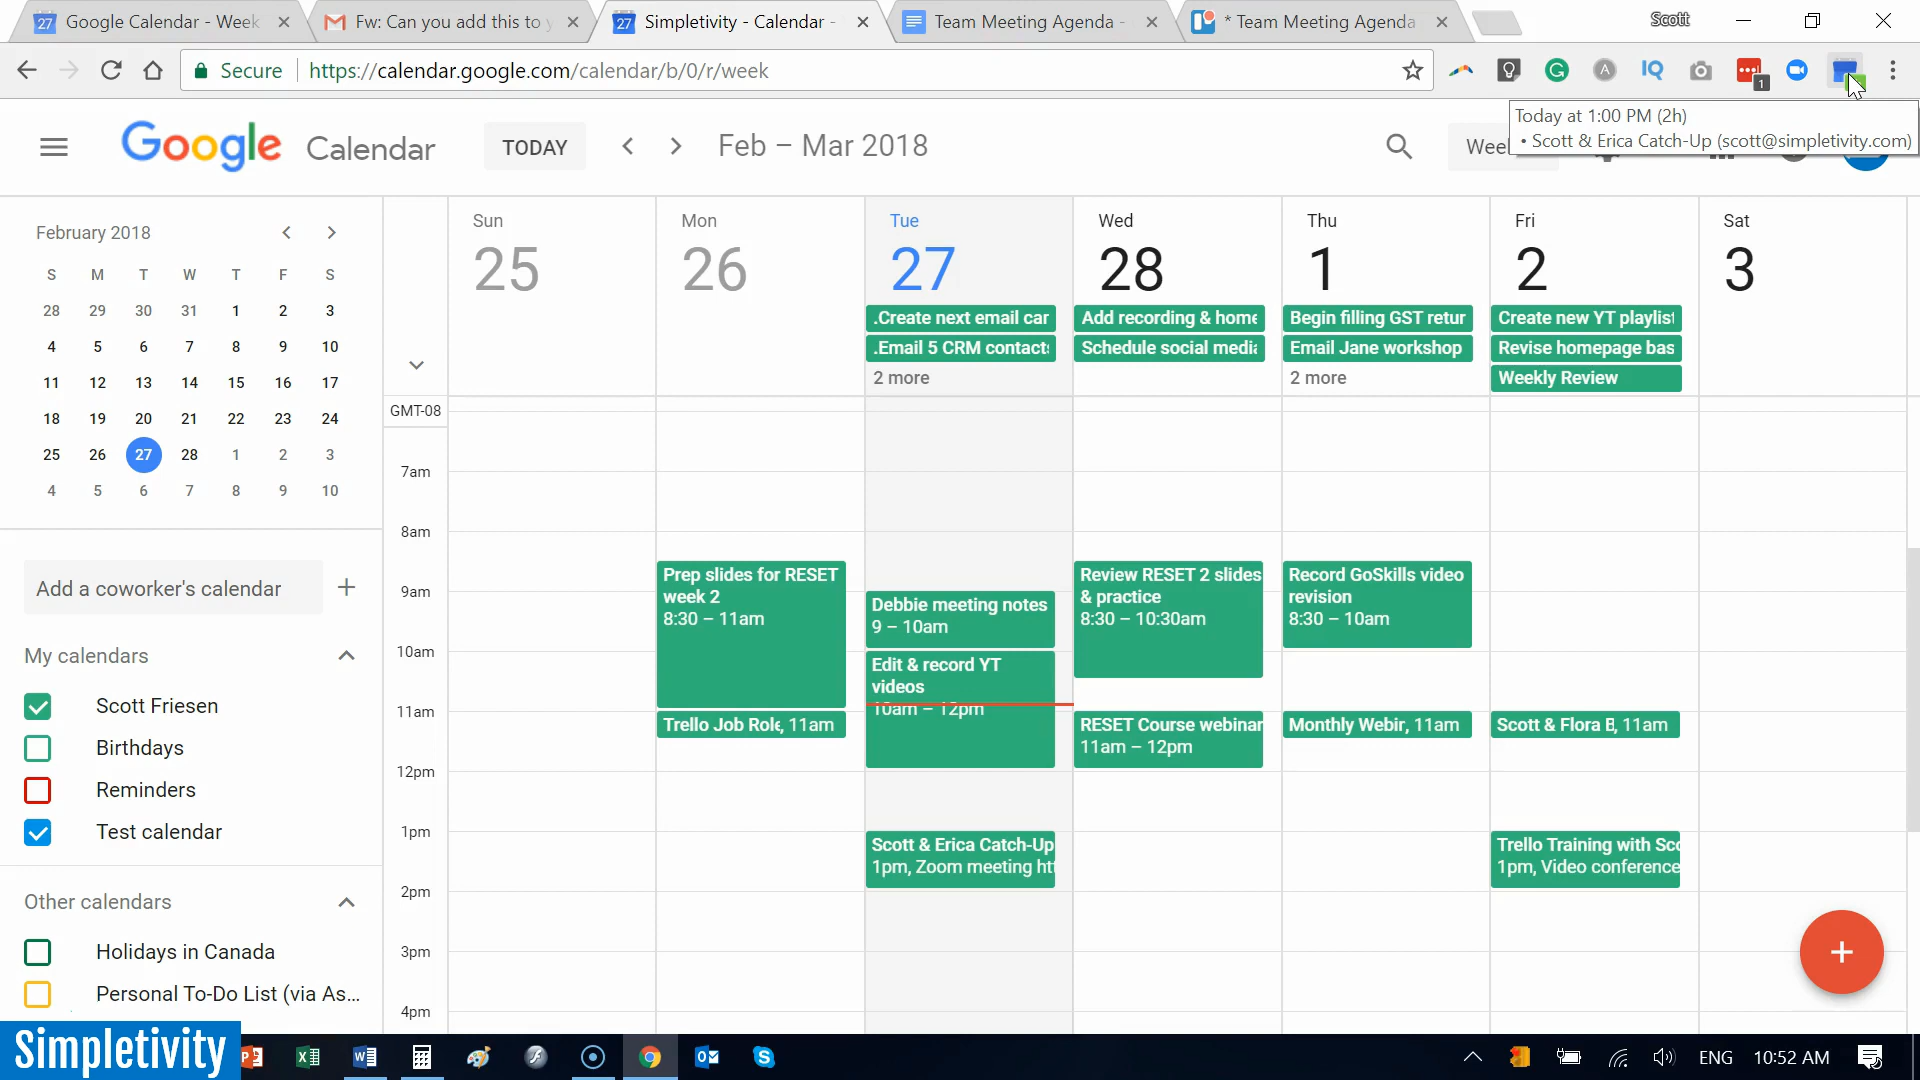 Google Calendar - Week
Fw: Can you add this to y
Simpletivity - Calendar -
Team Meeting Agenda -
* Team Meeting Agenda
Scott
Secure
https://calendar.google.com/calendar/b/0/r/week
1
Today at 1:00 PM (2h)
• Scott & Erica Catch-Up (scott@simpletivity.com)
Google Calendar
TODAY
Feb – Mar 2018
Week
February 2018
S M T W T F S
28 29 30 31 1 2 3
4 5 6 7 8 9 10
11 12 13 14 15 16 17
18 19 20 21 22 23 24
25 26 27 28 1 2 3
4 5 6 7 8 9 10
Add a coworker's calendar
My calendars
Scott Friesen
Birthdays
Reminders
Test calendar
Other calendars
Holidays in Canada
Personal To-Do List (via As...
Sun
25
Mon
26
Tue
27
Wed
28
Thu
1
Fri
2
Sat
3
.Create next email car
.Email 5 CRM contact
2 more
Add recording & home
Schedule social media
Begin filling GST retur
Email Jane workshop
2 more
Create new YT playlist
Revise homepage bas
Weekly Review
GMT-08
7am
8am
9am
10am
11am
12pm
1pm
2pm
3pm
4pm
Prep slides for RESET
week 2
8:30 – 11am
Trello Job Role, 11am
Debbie meeting notes
9 – 10am
Edit & record YT
videos
10am – 12pm
Scott & Erica Catch-Up
1pm, Zoom meeting htt
Review RESET 2 slides
& practice
8:30 – 10:30am
RESET Course webinar
11am – 12pm
Record GoSkills video
revision
8:30 – 10am
Monthly Webir, 11am
Scott & Flora B, 11am
Trello Training with Sco
1pm, Video conference
Simpletivity
ENG
10:52 AM